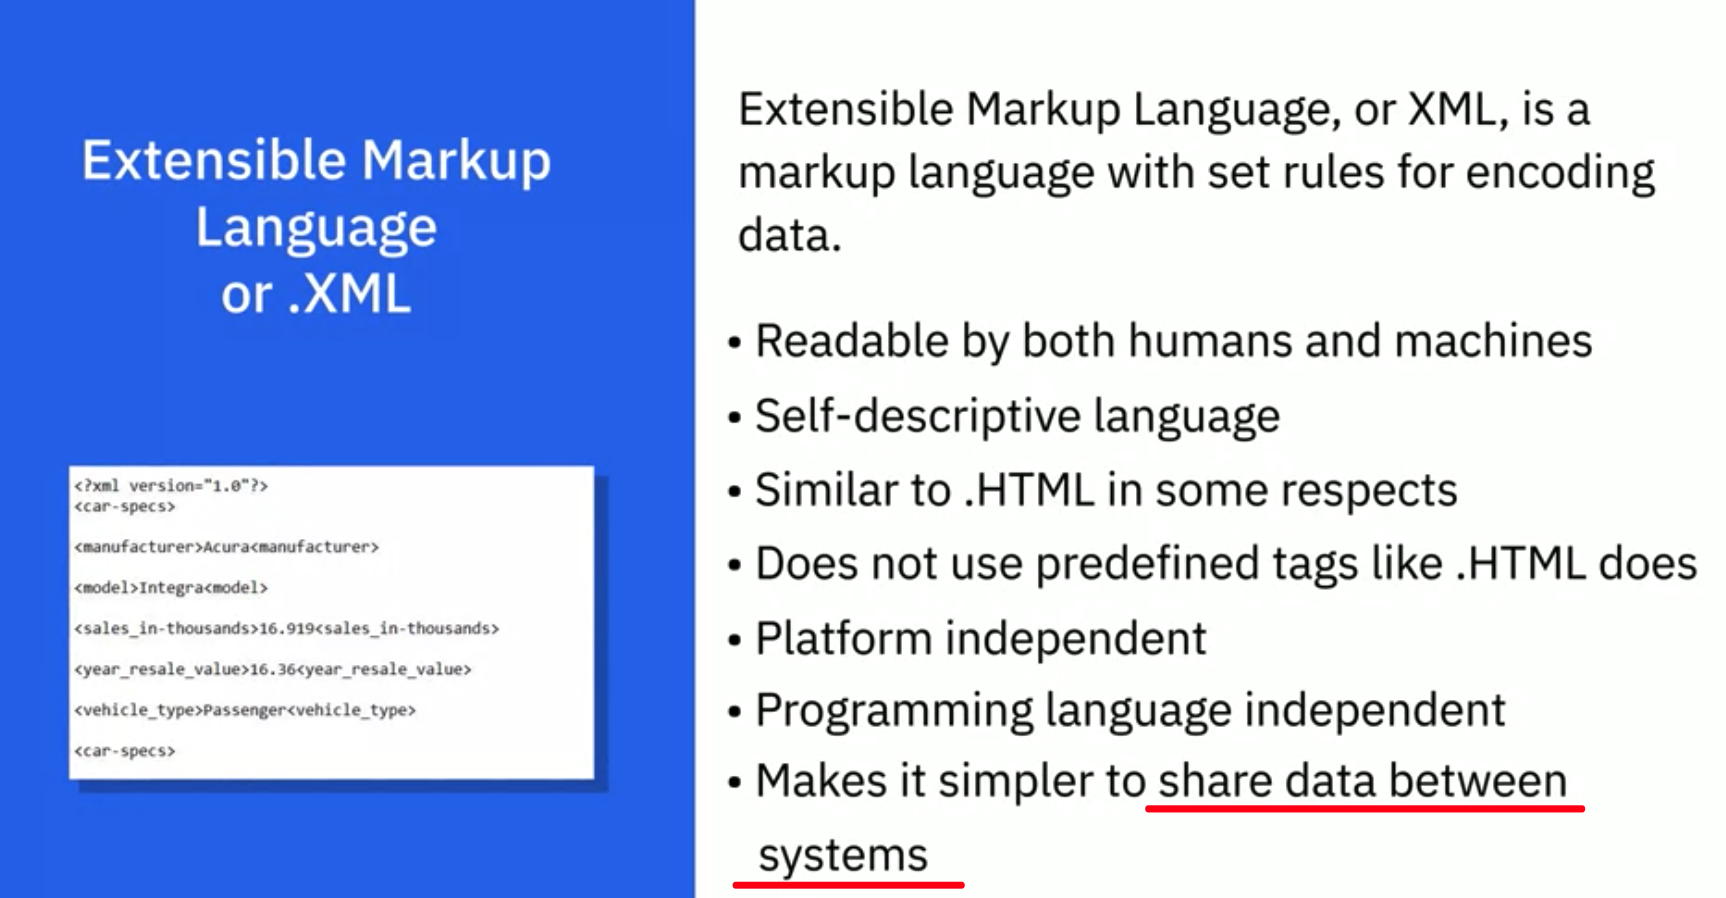 Extensible Markup
Language
or .XML
<?xml version="1.0"?>
<car-specs>
<manufacturer>Acura<manufacturer>
<model>Integra<model>
<sales_in-thousands>16.919<sales_in-thousands>
<year_resale_value>16.36<year_resale_value>
<vehicle_type>Passenger<vehicle_type>
<car-specs>
Extensible Markup Language, or XML, is a
markup language with set rules for encoding
data.
• Readable by both humans and machines
• Self-descriptive language
• Similar to .HTML in some respects
• Does not use predefined tags like .HTML does
• Platform independent
• Programming language independent
• Makes it simpler to share data between
systems